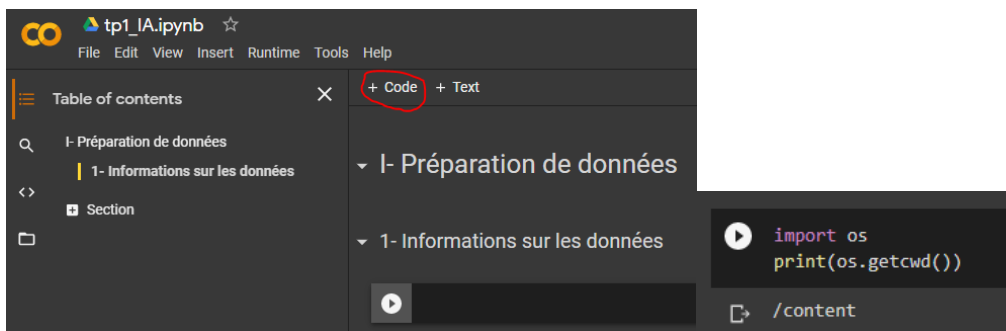 tp1_IA.ipynb
File Edit View Insert Runtime Tools Help
Table of contents
I- Préparation de données
1- Informations sur les données
Section
+ Code + Text
I- Préparation de données
1- Informations sur les données
import os
print(os.getcwd())
/content